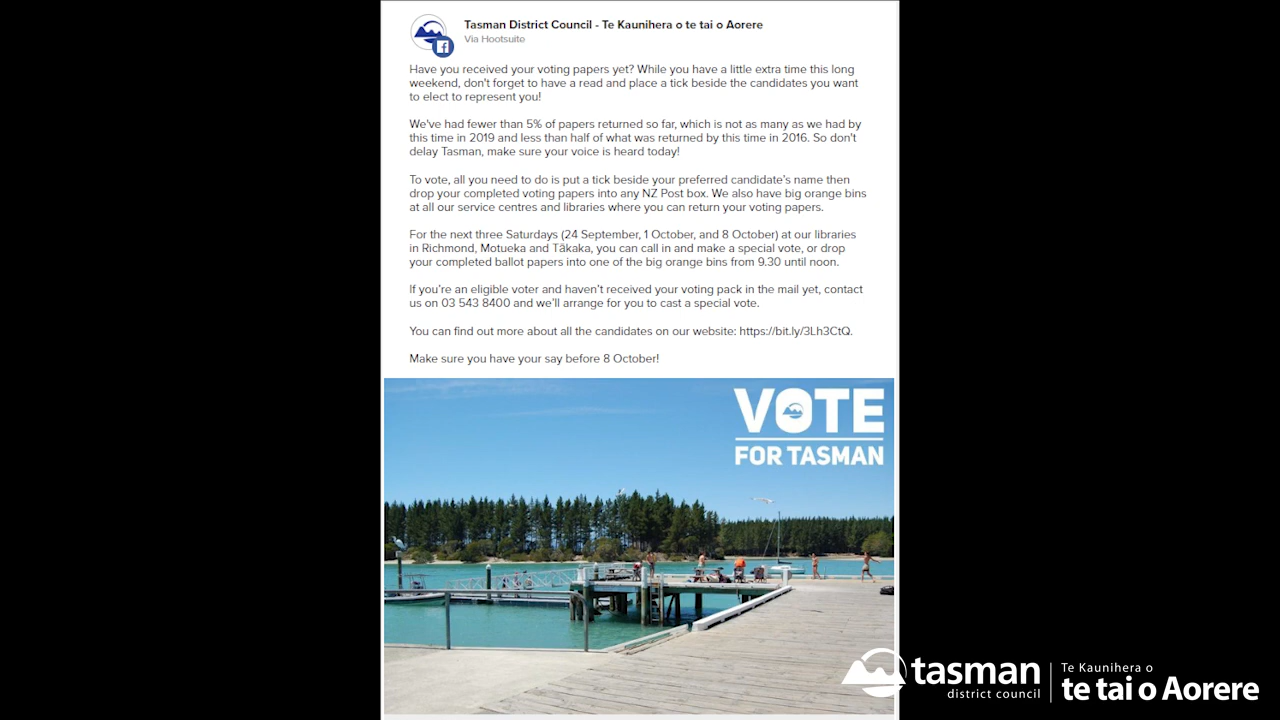 Tasman District Council - Te Kaunihera o te tai o Aorere
Via Hootsuite
Have you received your voting papers yet? While you have a little extra time this long
weekend, don't forget to have a read and place a tick beside the candidates you want
to elect to represent you!
We've had fewer than 5% of papers returned so far, which is not as many as we had by
this time in 2019 and less than half of what was returned by this time in 2016. So don't
delay Tasman, make sure your voice is heard today!
To vote, all you need to do is put a tick beside your preferred candidate's name then
drop your completed voting papers into any NZ Post box. We also have big orange bins
at all our service centres and libraries where you can return your voting papers.
For the next three Saturdays (24 September, 1 October, and 8 October) at our libraries
in Richmond, Motueka and Tākaka, you can call in and make a special vote, or drop
your completed ballot papers into one of the big orange bins from 9.30 until noon.
If you're an eligible voter and haven't received your voting pack in the mail yet, contact
us on 03 543 8400 and we'll arrange for you to cast a special vote.
You can find out more about all the candidates on our website: https://bit.ly/3Lh3CtQ.
Make sure you have your say before 8 October!
VOTE
FOR TASMAN
tasman
district council
Te Kaunihera o
te tai o Aorere